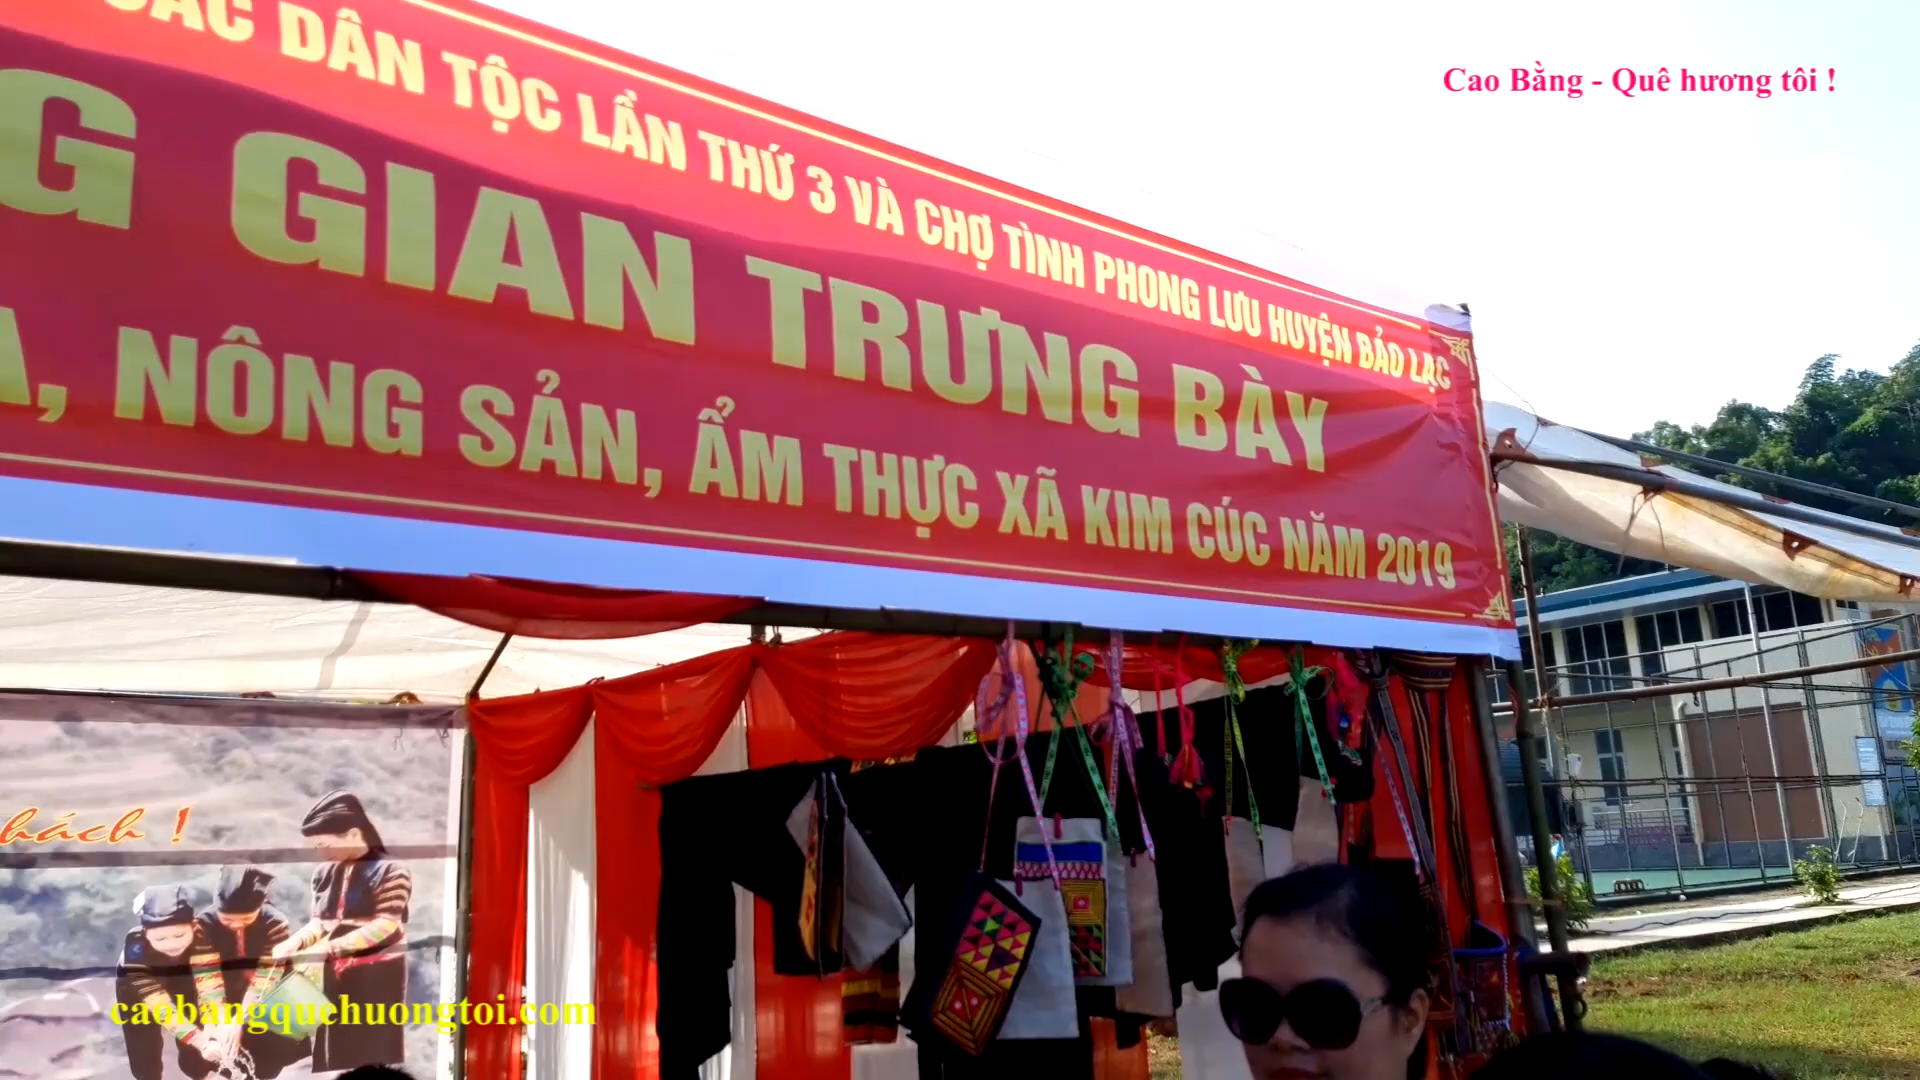 CÁC DÂN TỘC LẦN THỨ 3 VÀ CHỢ TÌNH PHONG LƯU HUYỆN BẢO LẠC
G GIAN TRƯNG BÀY
A, NÔNG SẢN, ẨM THỰC XÃ KIM CÚC NĂM 2019
Cao Bằng - Quê hương tôi !
hách !
caobangquehuongtoi.com